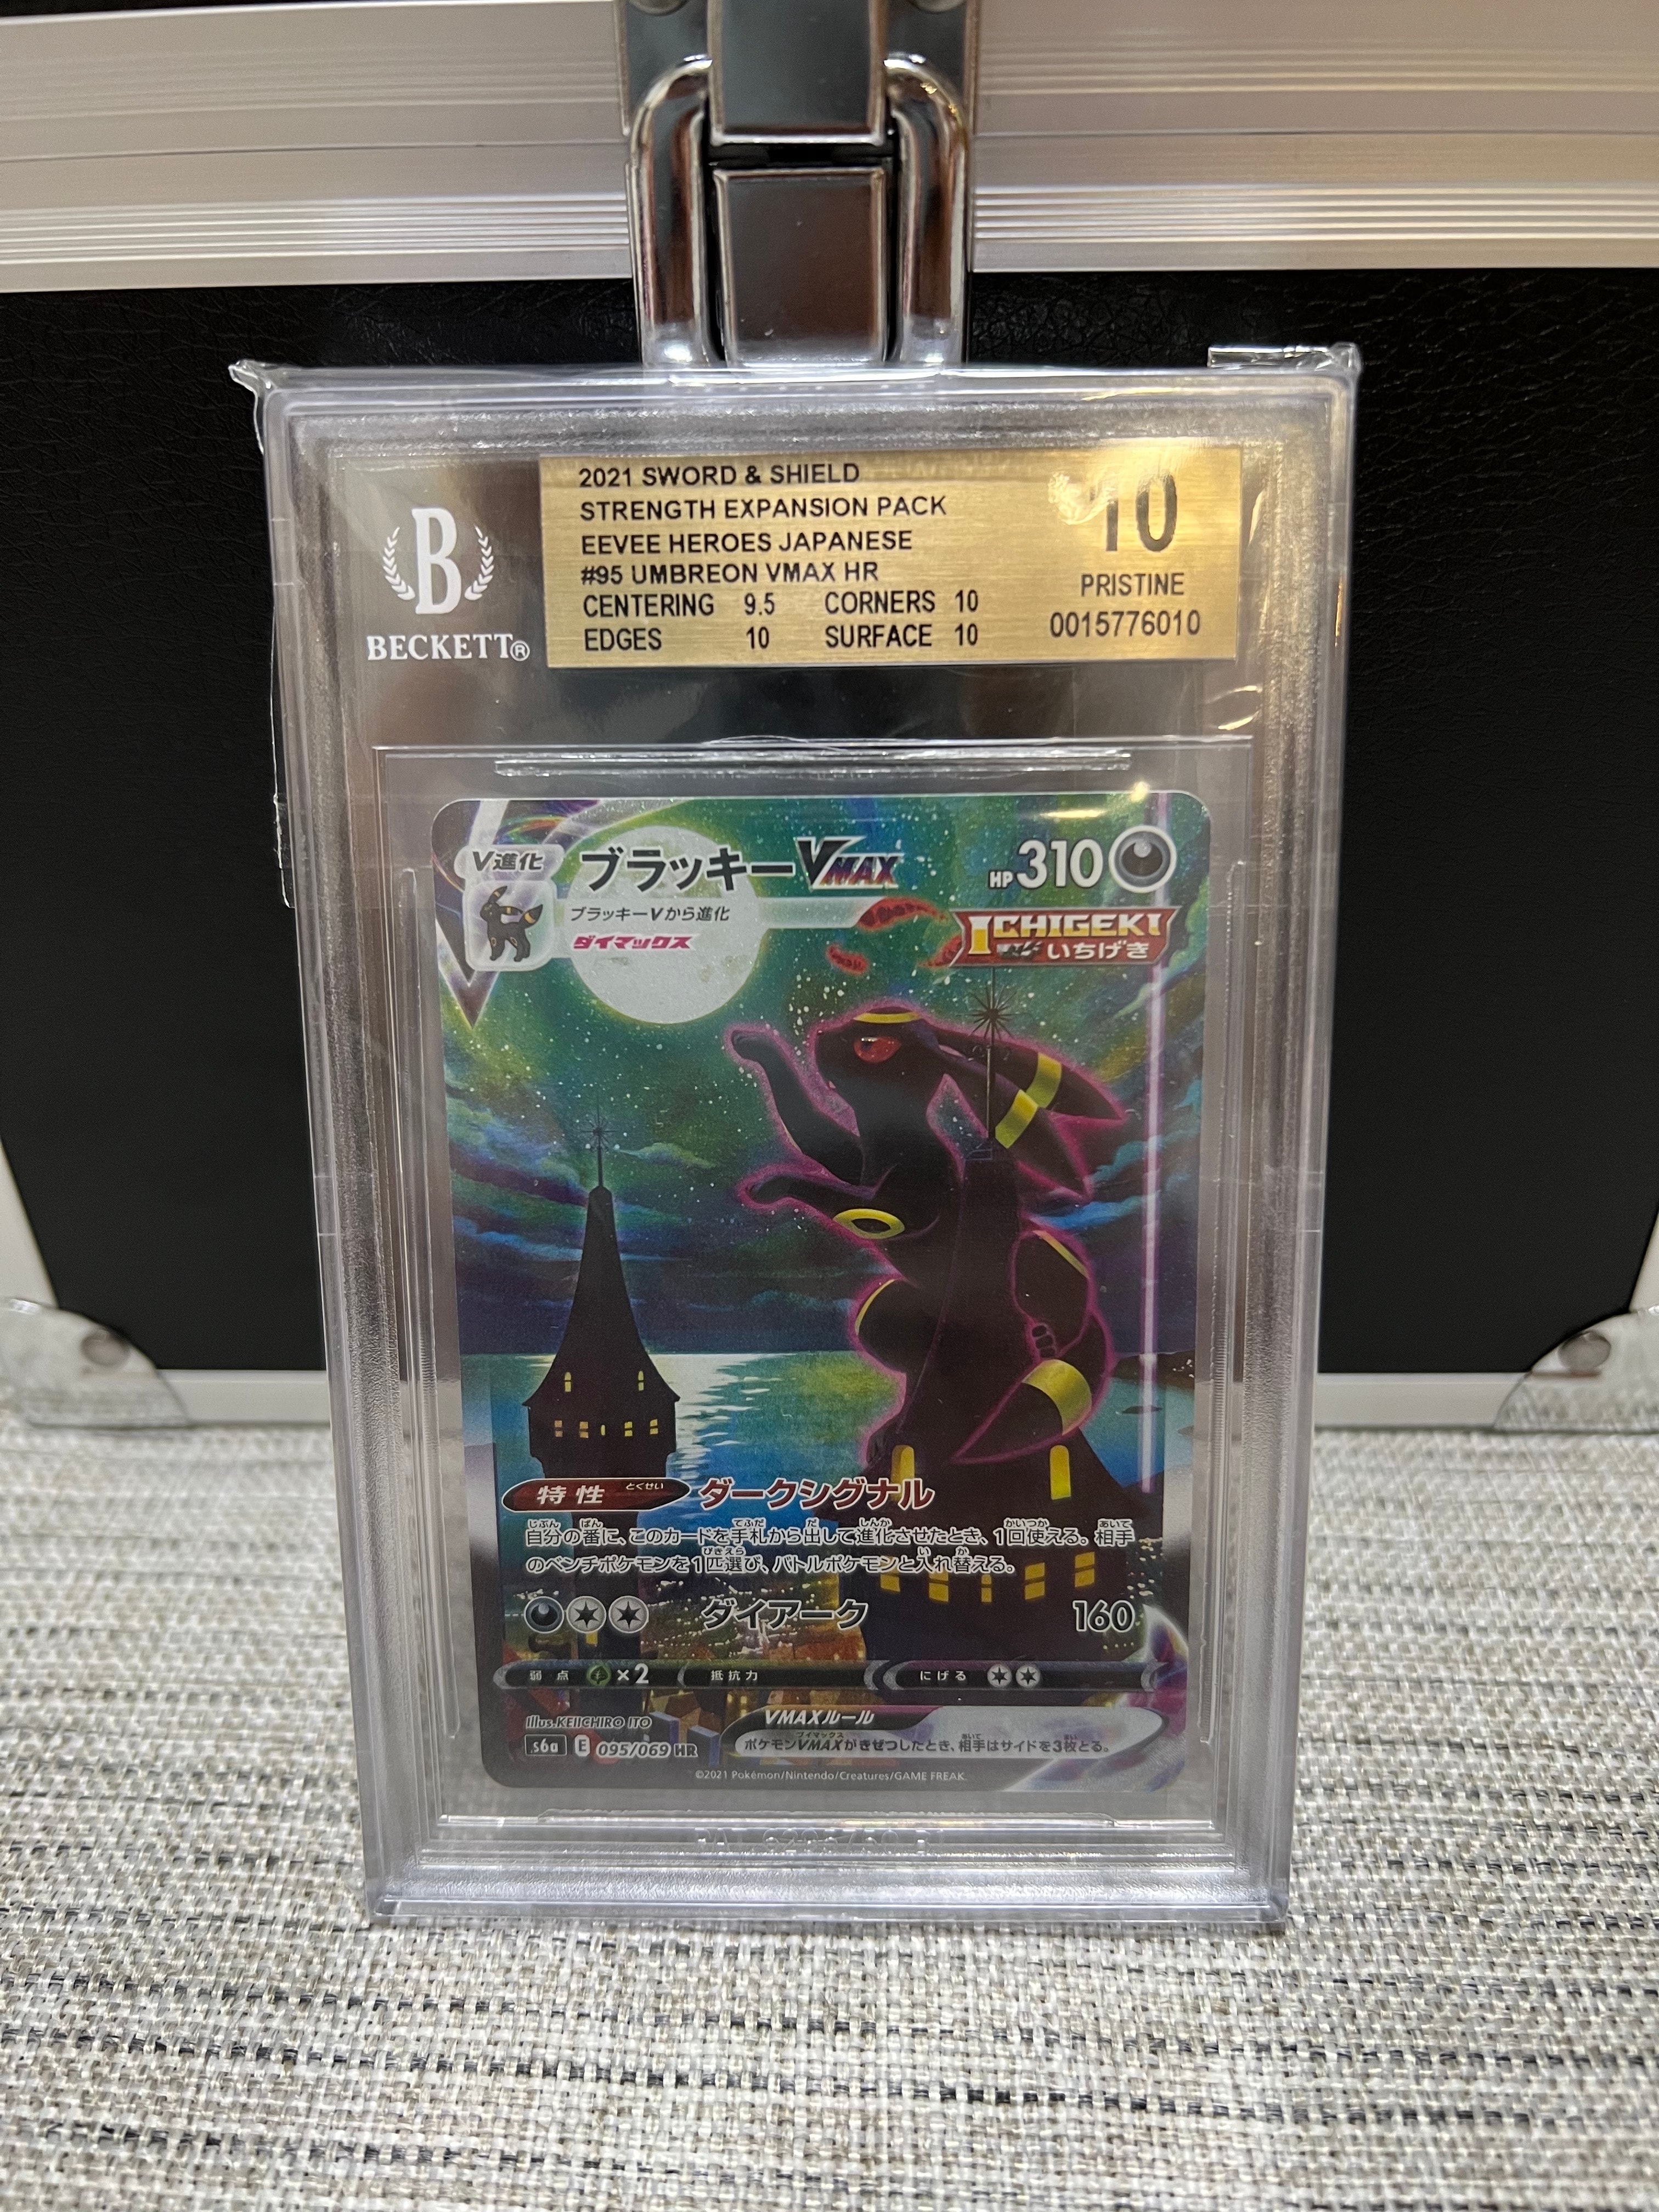 2021 SWORD & SHIELD
STRENGTH EXPANSION PACK
EEVEE HEROES JAPANESE
#95 UMBREON VMAX HR
CENTERING 9.5 CORNERS 10
EDGES 10 SURFACE 10
10
PRISTINE
0015776010
B
BECKETT®
V進化
ブラッキーVMAX
HP310
ブラッキーVから進化
ダイマックス
ICHIGEKI
いちげき
特性 とくせい ダークシグナル
自分の番に、このカードを手札から出して進化させたとき、1回使える。相手
のベンチポケモンを1匹選び、バトルポケモンと入れ替える。
ダイアーク 160
弱点 ×2 抵抗力 にげる
illus. KEIICHIRO ITO
s6a E 095/069 HR
VMAXルール
ポケモンVMAXがきぜつしたとき、相手はサイドを3枚とる。
©2021 Pokémon/Nintendo/Creatures/GAME FREAK.